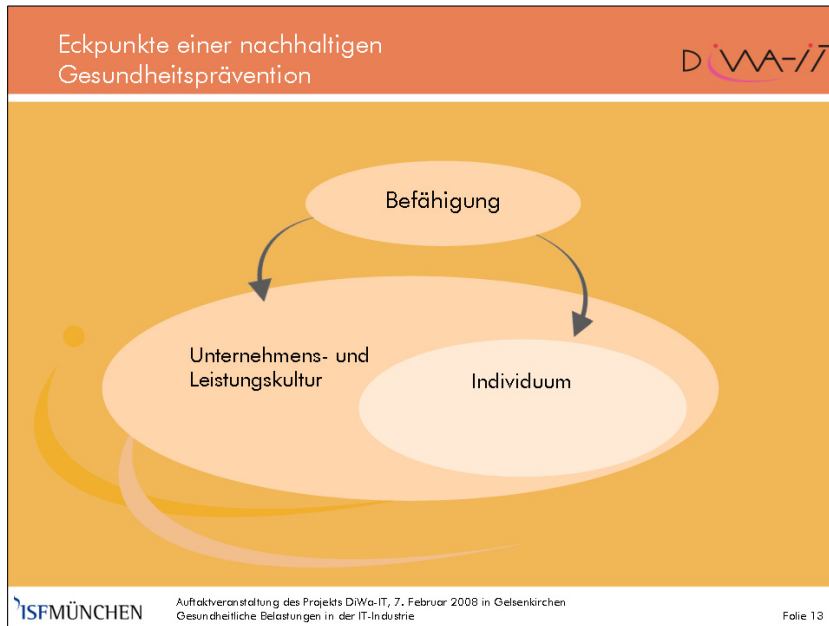 Eckpunkte einer nachhaltigen
Gesundheitsprävention
DiWA-IT
Befähigung
Unternehmens- und
Leistungskultur
Individuum
ISFMÜNCHEN
Auftaktveranstaltung des Projekts DiWa-IT, 7. Februar 2008 in Gelsenkirchen
Gesundheitliche Belastungen in der IT-Industrie
Folie 13